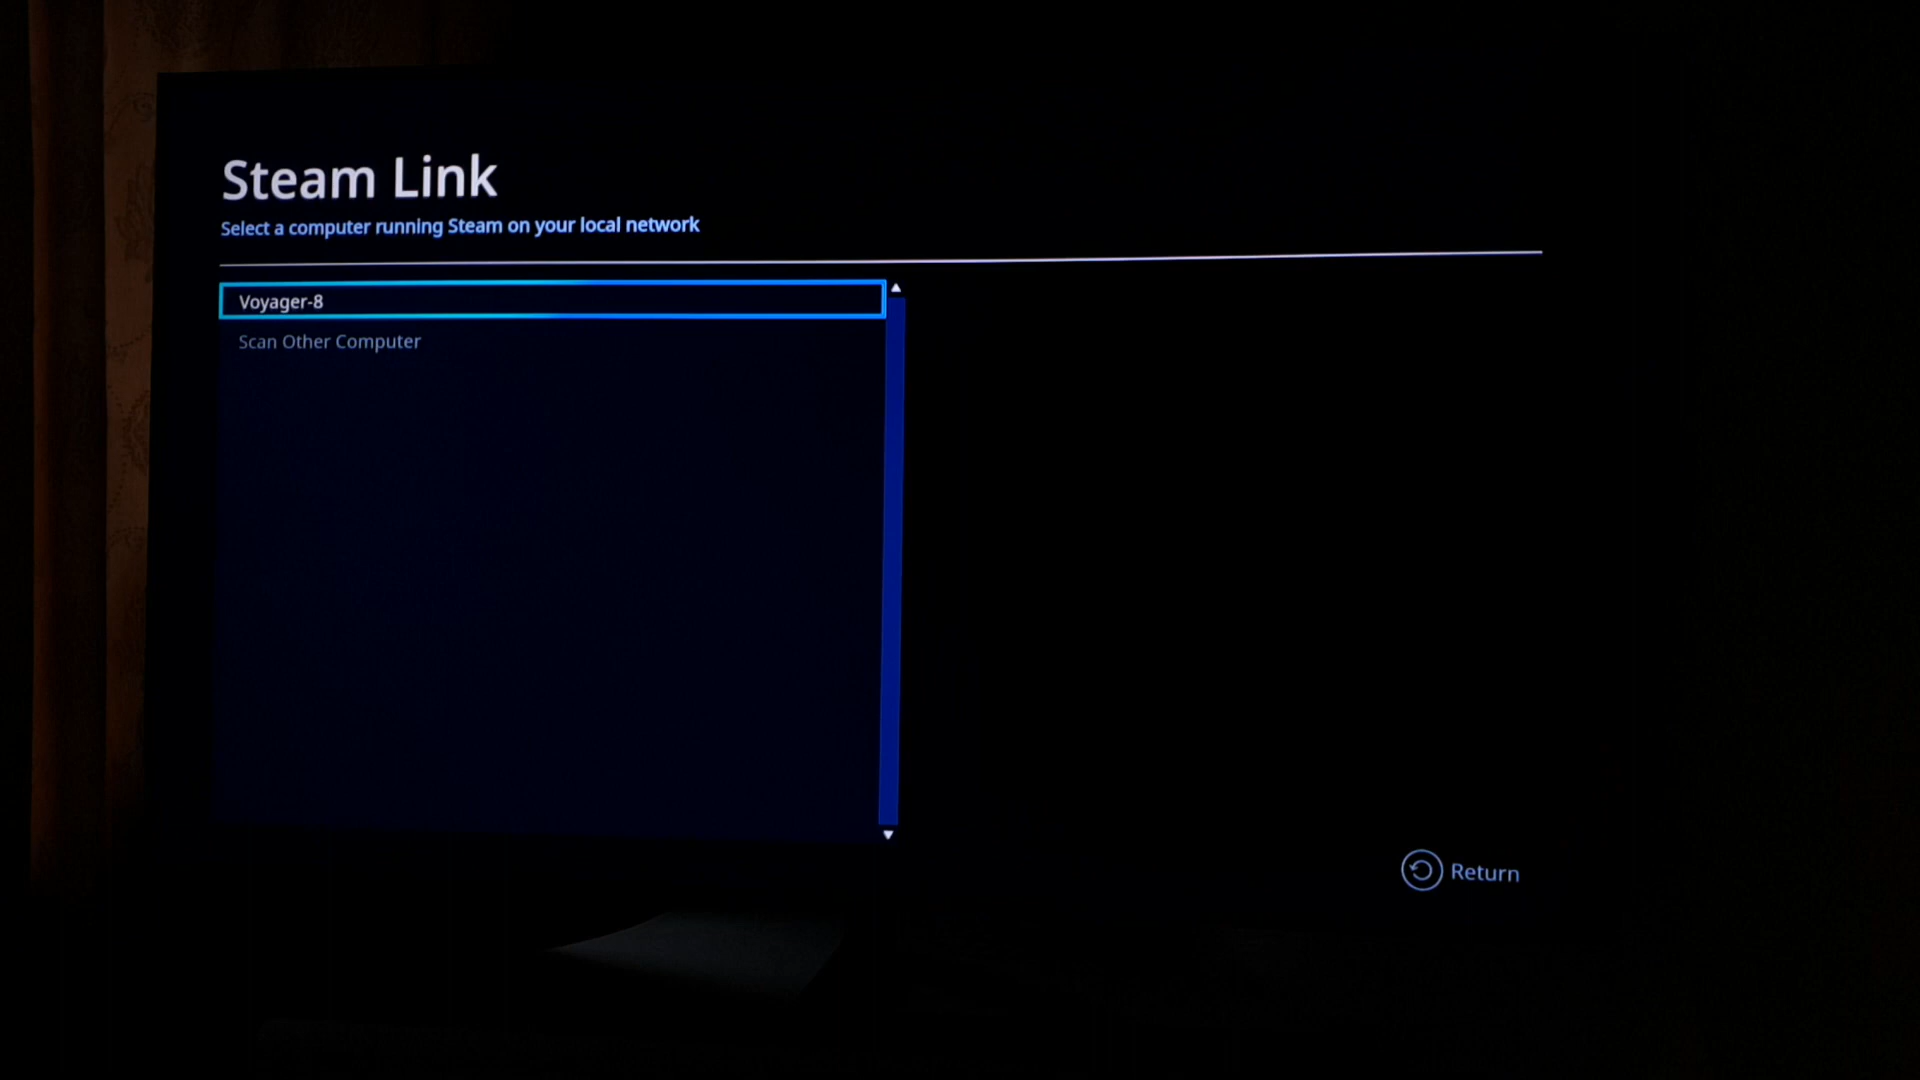 Steam Link
Select a computer running Steam on your local network
Voyager-8
Scan Other Computer
Return